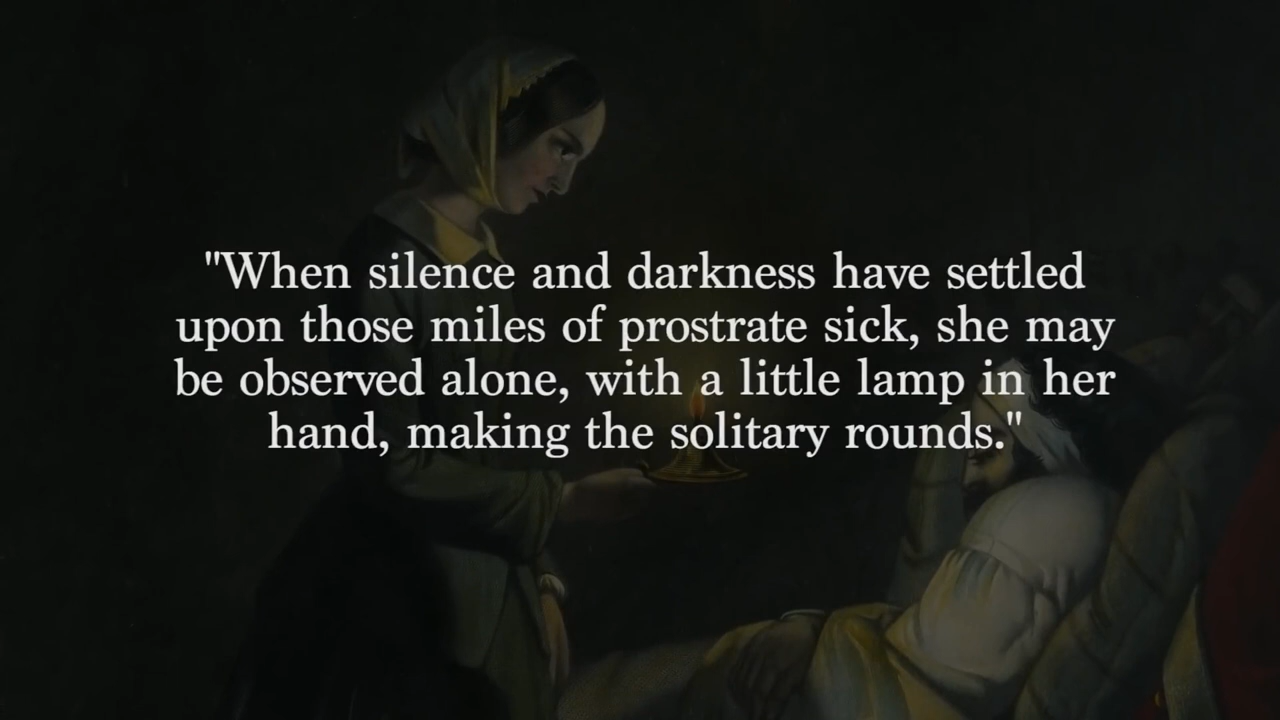 "When silence and darkness have settled
upon those miles of prostrate sick, she may
be observed alone, with a little lamp in her
hand, making the solitary rounds."